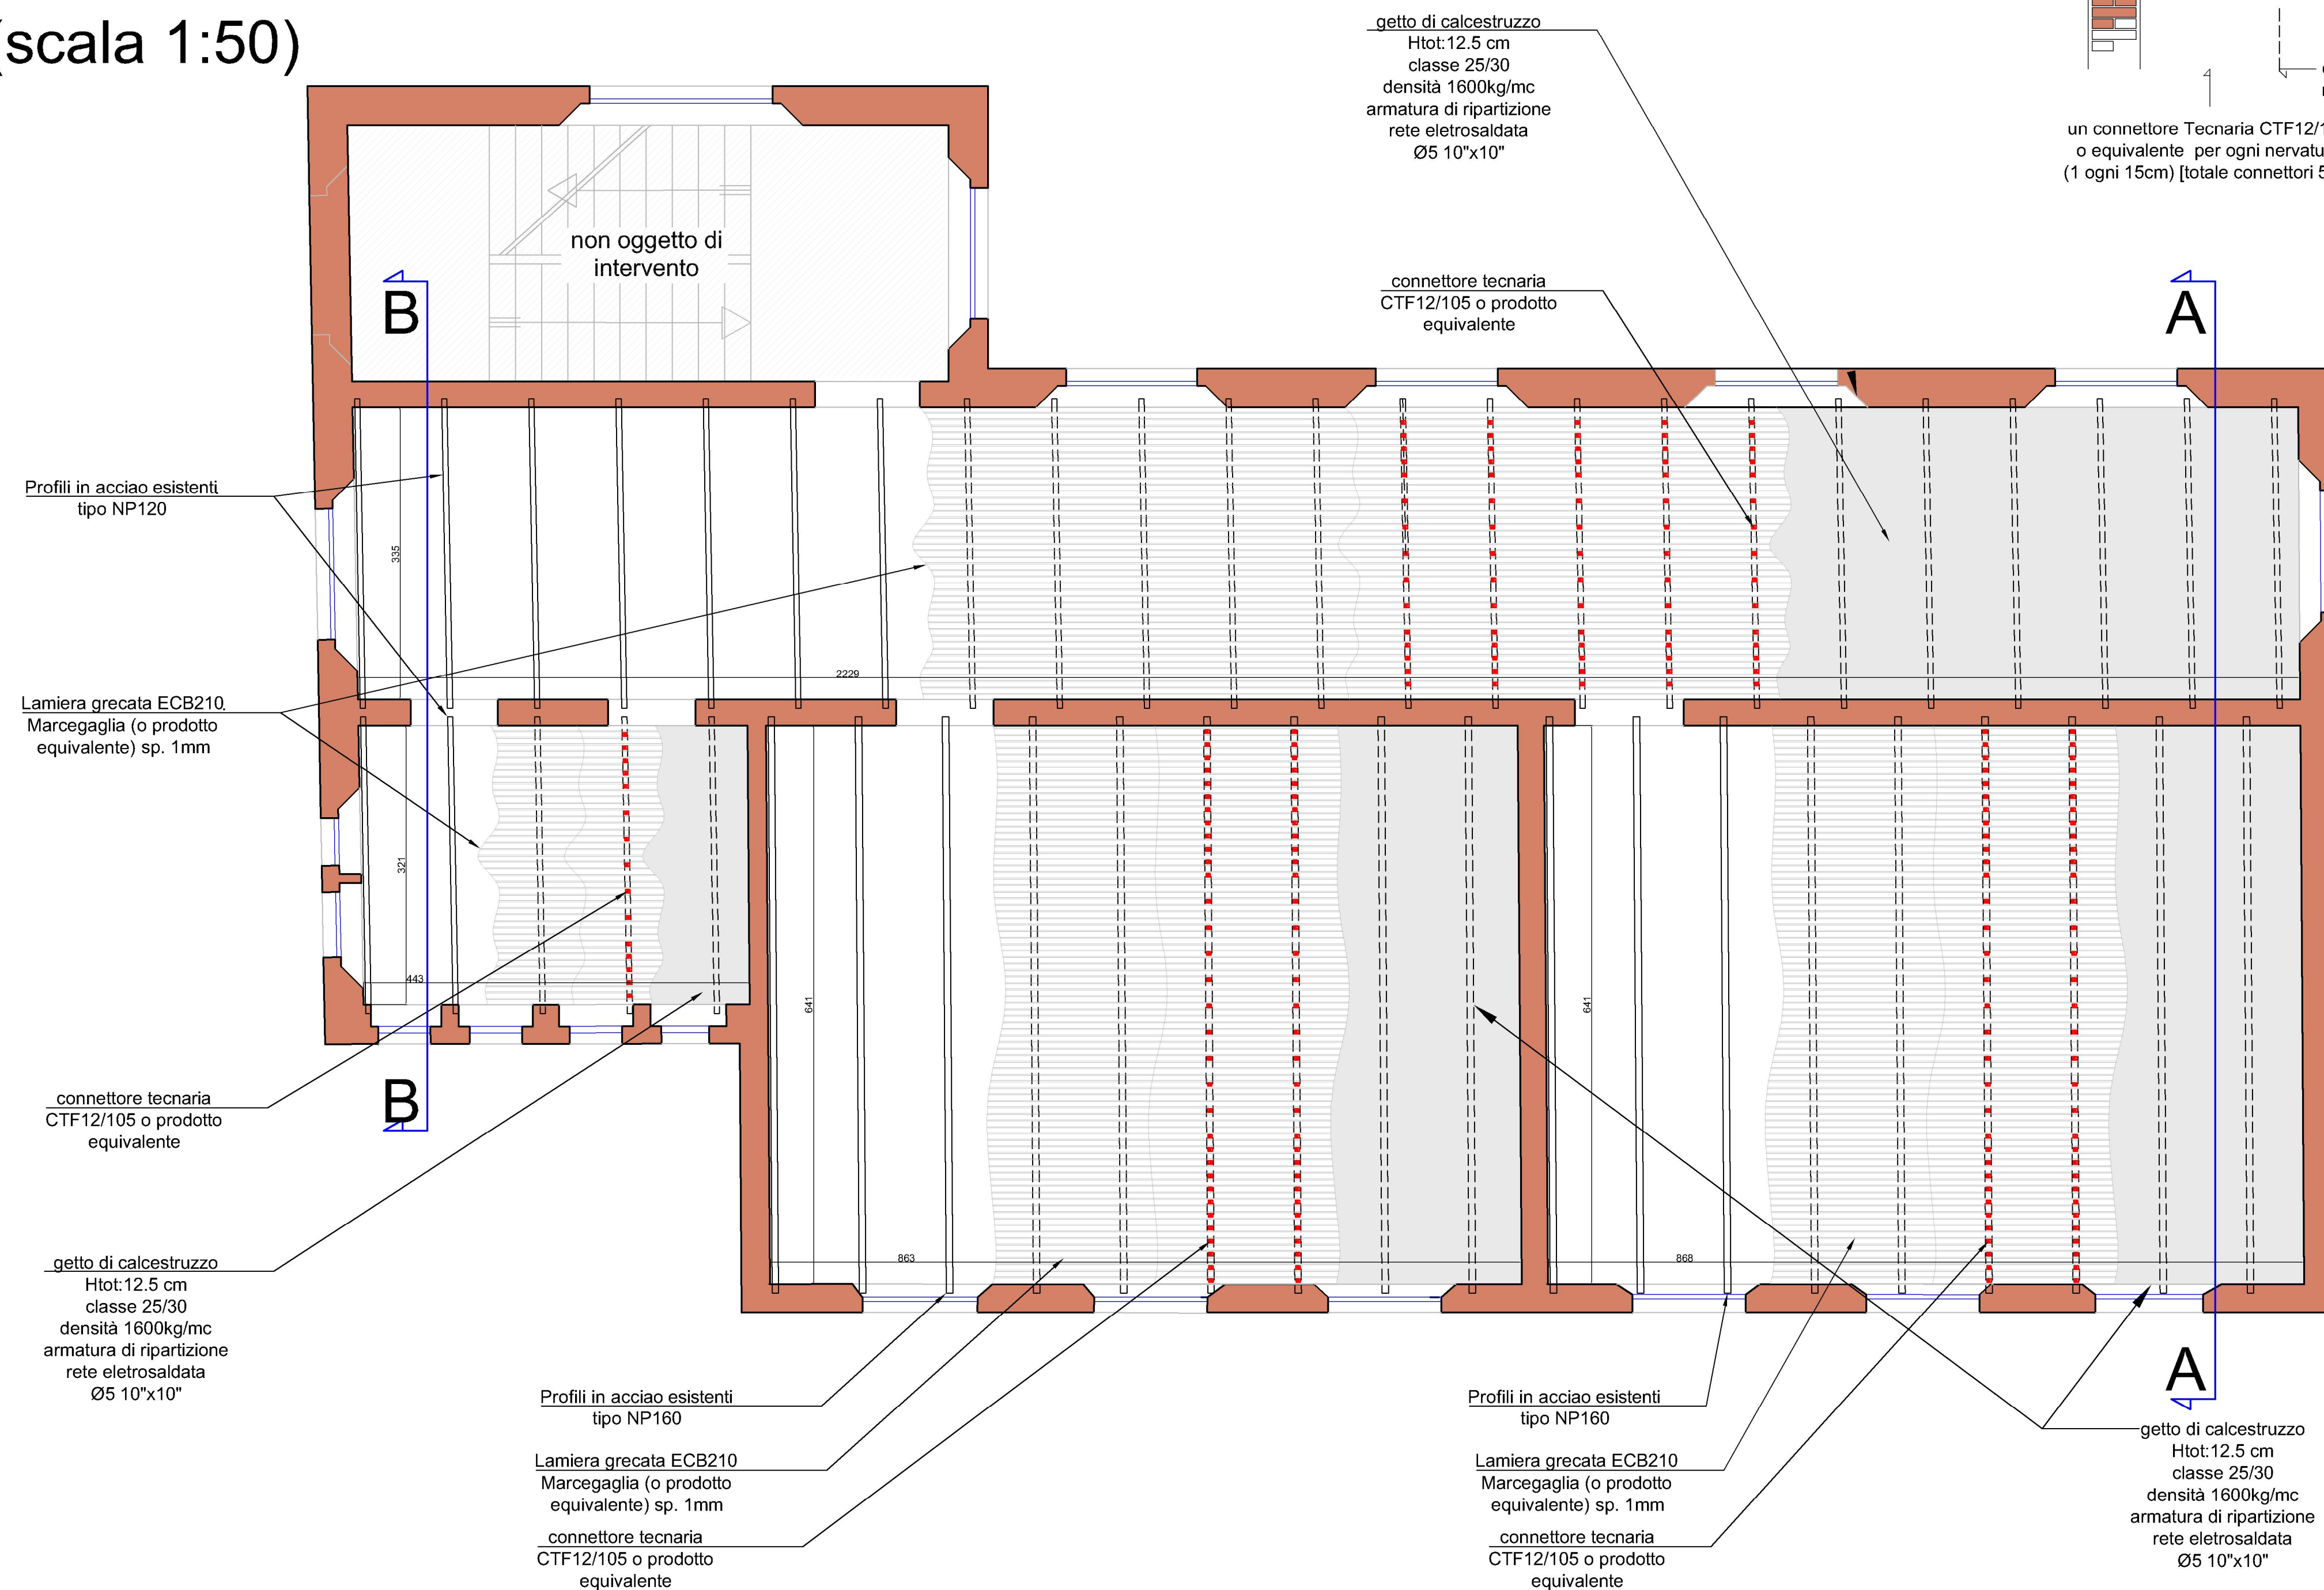 (scala 1:50)
getto di calcestruzzo
Htot:12.5 cm
classe 25/30
densità 1600kg/mc
armatura di ripartizione
rete eletrosaldata
Ø5 10"x10"
un connettore Tecnaria
o equivalente per ogni
(1 ogni 15cm) [totale connettori
non oggetto di
intervento
B
A
connettore tecnaria
CTF12/105 o prodotto
equivalente
Profili in acciao esistenti
tipo NP120
335
2229
Lamiera grecata ECB210
Marcegaglia (o prodotto
equivalente) sp. 1mm
321
443
641
641
863
868
connettore tecnaria
CTF12/105 o prodotto
equivalente
B
getto di calcestruzzo
Htot:12.5 cm
classe 25/30
densità 1600kg/mc
armatura di ripartizione
rete eletrosaldata
Ø5 10"x10"
Profili in acciao esistenti
tipo NP160
Lamiera grecata ECB210
Marcegaglia (o prodotto
equivalente) sp. 1mm
connettore tecnaria
CTF12/105 o prodotto
equivalente
Profili in acciao esistenti
tipo NP160
Lamiera grecata ECB210
Marcegaglia (o prodotto
equivalente) sp. 1mm
connettore tecnaria
CTF12/105 o prodotto
equivalente
A
getto di calcestruzzo
Htot:12.5 cm
classe 25/30
densità 1600kg/mc
armatura di ripartizione
rete eletrosaldata
Ø5 10"x10"